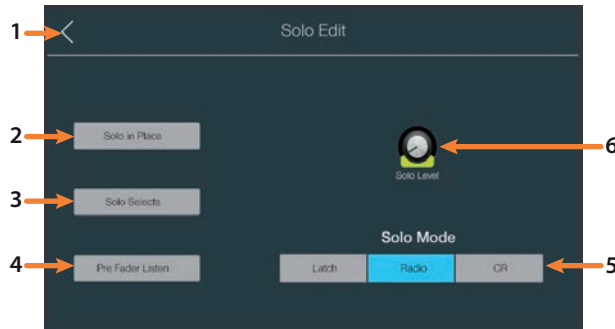 1
Solo Edit
2
Solo in Place
6
Solo Level
3
Solo Selects
Solo Mode
4
Pre Fader Listen
Latch
Radio
CR
5